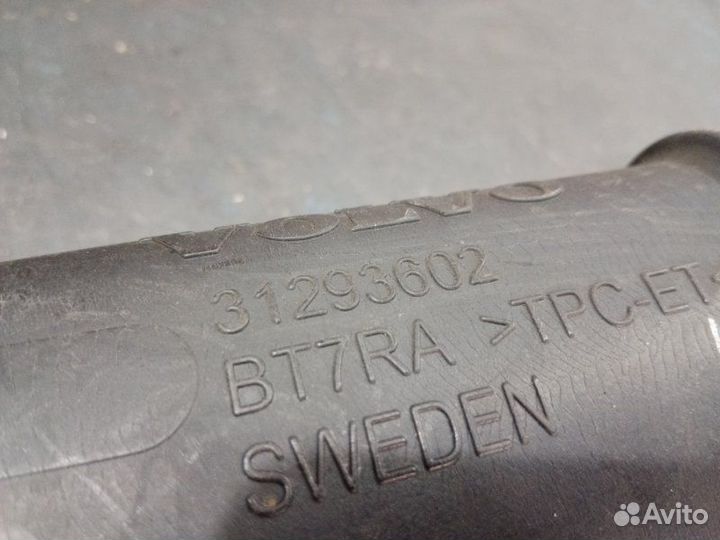 VOLVO
31293602
BT7RA >TPC-ET<
SWEDEN
Avito